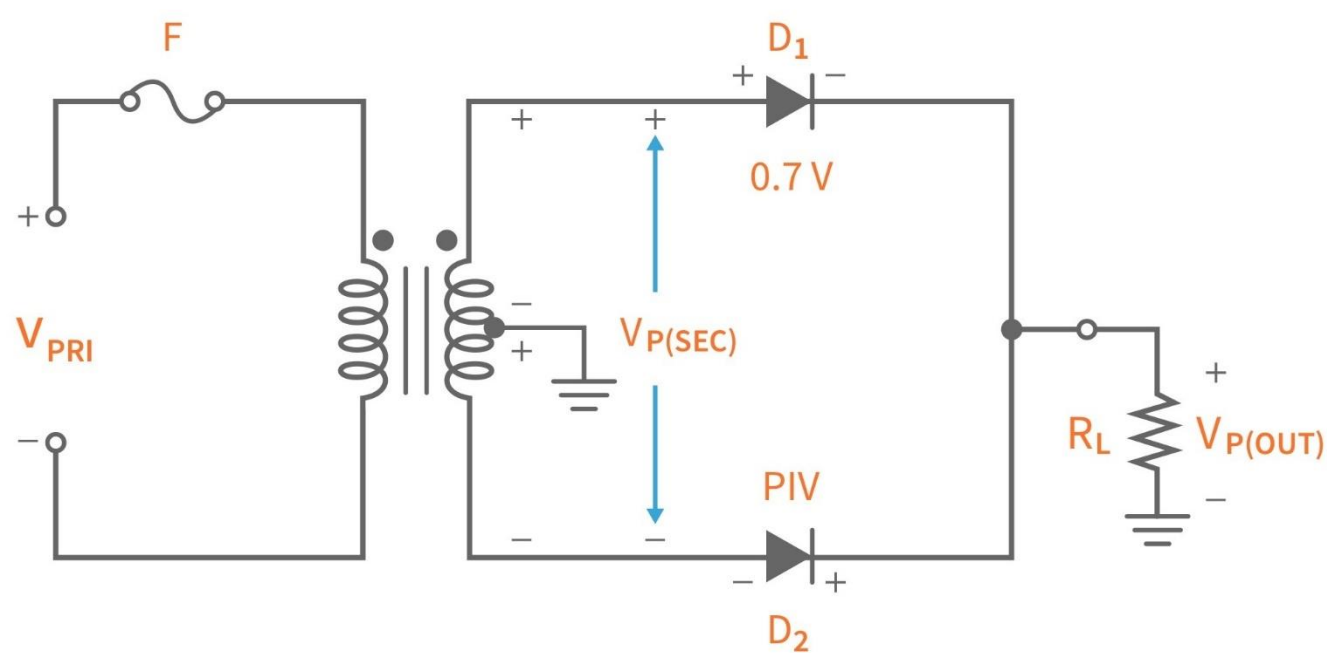 F
D₁
+ −
+ +
0.7 V
+
−
V_PRI
+
V_P(SEC)
+
−
R_L
V_P(OUT)
PIV
−
− −
− +
D₂